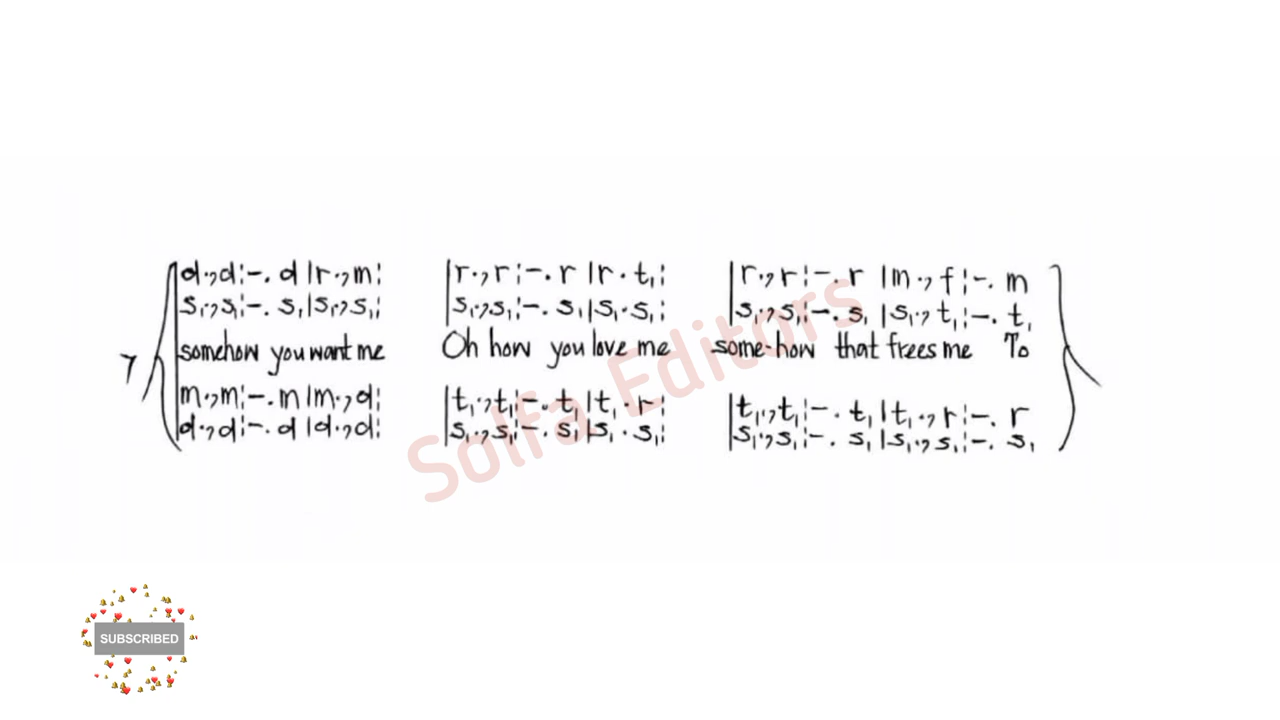 |d.,d:-. d |r.,m: |r., r:-. r |r . t₁: |r., r:-. r |m ., f:-. m
s₁.,s₁:-. s₁|s₁.,s₁: |s₁.,s₁:-. s₁|s₁.s₁: |s₁.,s₁:-. s₁ |s₁., t₁:-. t₁
7 somehow you want me Oh how you love me some-how that frees me To
m.,m:-. m |m., d: |t₁.,t₁:-. t₁|t₁ . r: |t₁.,t₁:-. t₁|t₁., r:-. r
d.,d:-. d |d.,d: |s₁.,s₁:-. s₁|s₁ . s₁: |s₁.,s₁:-. s₁|s₁., s₁:-. s₁
Solfa Editors
SUBSCRIBED